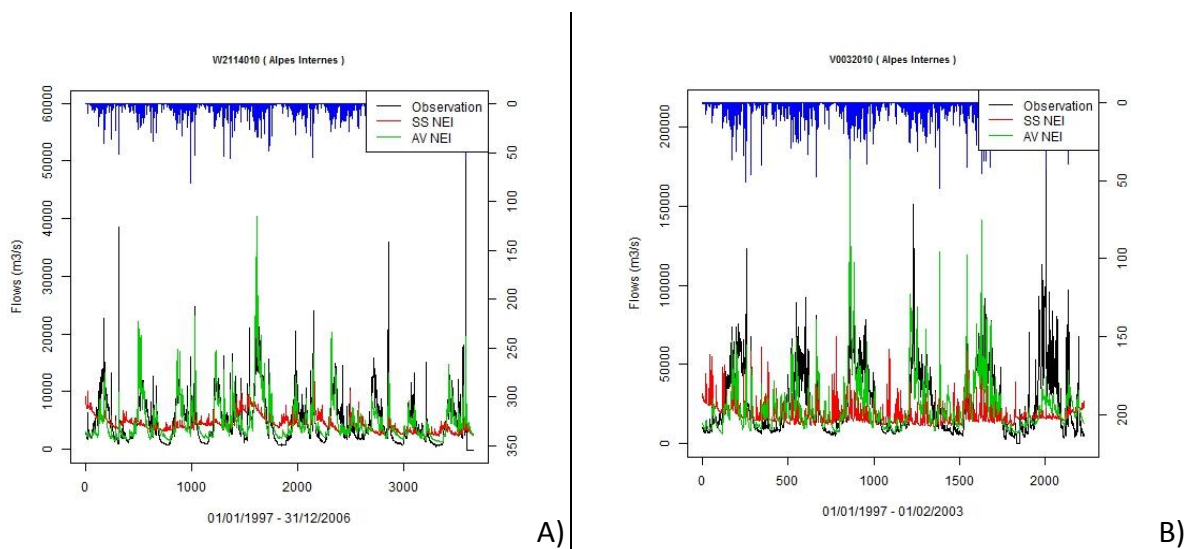 W2114010 ( Alpes Internes )
Observation
SS NEI
AV NEI
Flows (m3/s)
60000
50000
40000
30000
20000
10000
0
0
50
100
150
200
250
300
350
0
1000
2000
3000
01/01/1997 - 31/12/2006
A)
V0032010 ( Alpes Internes )
Observation
SS NEI
AV NEI
Flows (m3/s)
200000
150000
100000
50000
0
0
50
100
150
200
0
500
1000
1500
2000
01/01/1997 - 01/02/2003
B)